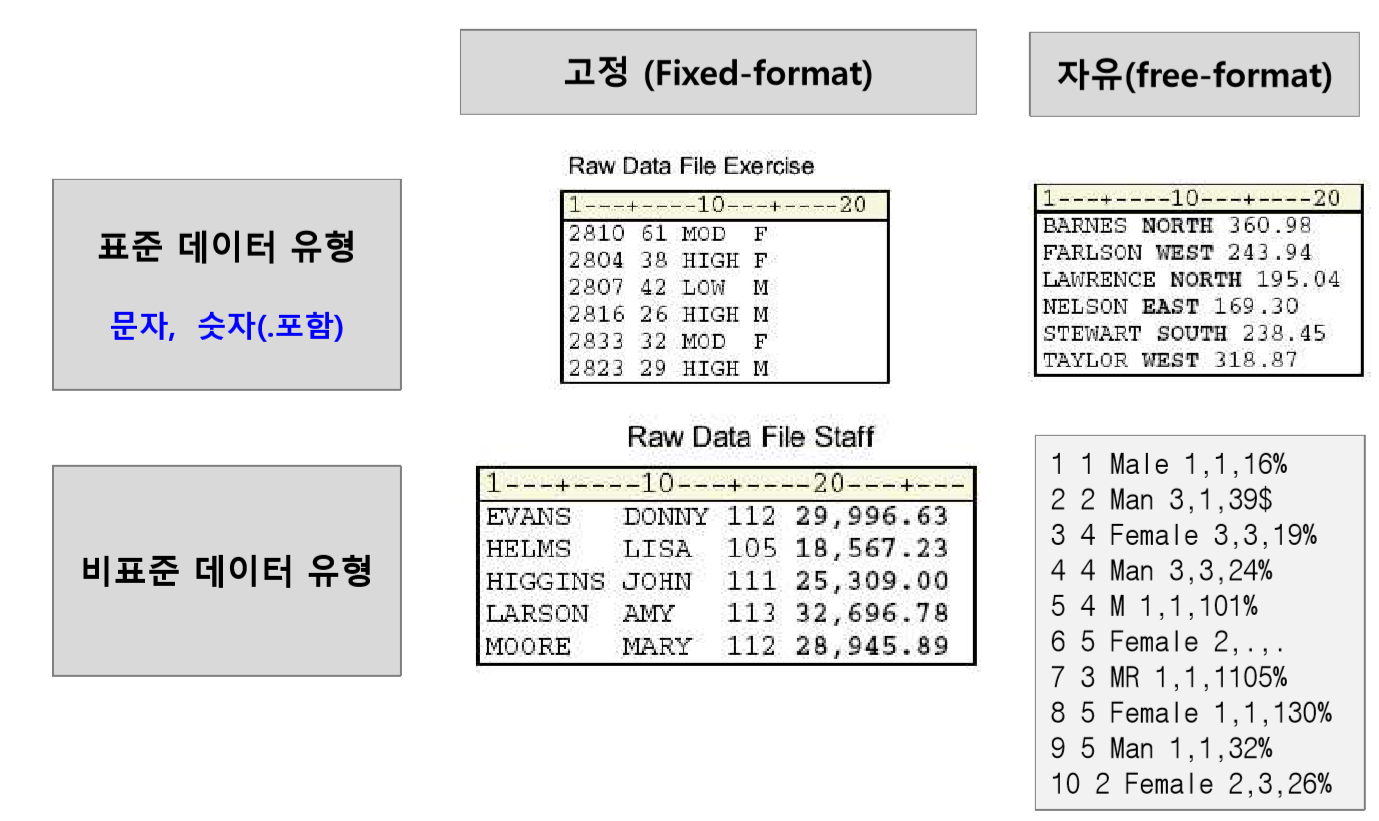 고정 (Fixed-format)
자유(free-format)
표준 데이터 유형
문자, 숫자(.포함)
Raw Data File Exercise
1---+----10---+----20
2810 61 MOD  F
2804 38 HIGH F
2807 42 LOW  M
2816 26 HIGH M
2833 32 MOD  F
2823 29 HIGH M
1---+----10---+----20
BARNES NORTH 360.98
FARLSON WEST 243.94
LAWRENCE NORTH 195.04
NELSON EAST 169.30
STEWART SOUTH 238.45
TAYLOR WEST 318.87
비표준 데이터 유형
Raw Data File Staff
1---+----10---+----20---+---
EVANS   DONNY 112 29,996.63
HELMS   LISA  105 18,567.23
HIGGINS JOHN  111 25,309.00
LARSON  AMY   113 32,696.78
MOORE   MARY  112 28,945.89
1 1 Male 1,1,16%
2 2 Man 3,1,39$
3 4 Female 3,3,19%
4 4 Man 3,3,24%
5 4 M 1,1,101%
6 5 Female 2,.,.
7 3 MR 1,1,1105%
8 5 Female 1,1,130%
9 5 Man 1,1,32%
10 2 Female 2,3,26%